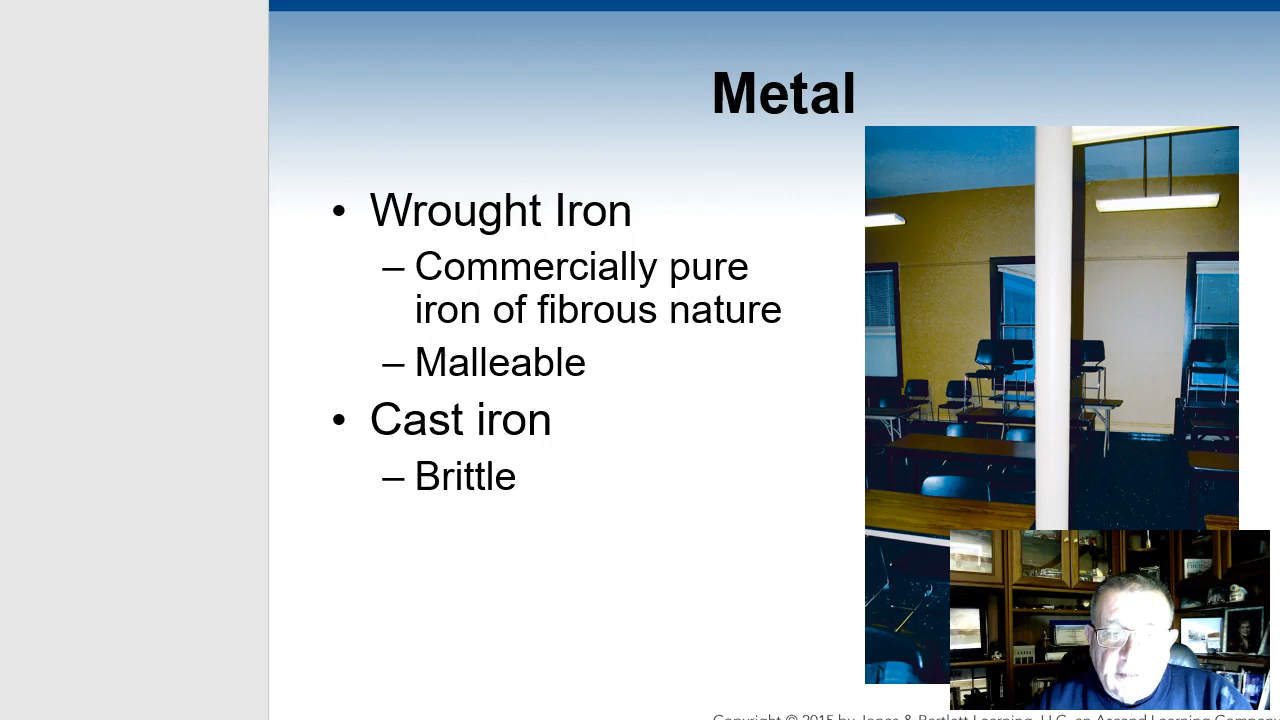 Metal
• Wrought Iron
– Commercially pure
iron of fibrous nature
– Malleable
• Cast iron
– Brittle
Copyright © 2015 by Jones & Bartlett Learning, LLC, an Ascend Learning Company